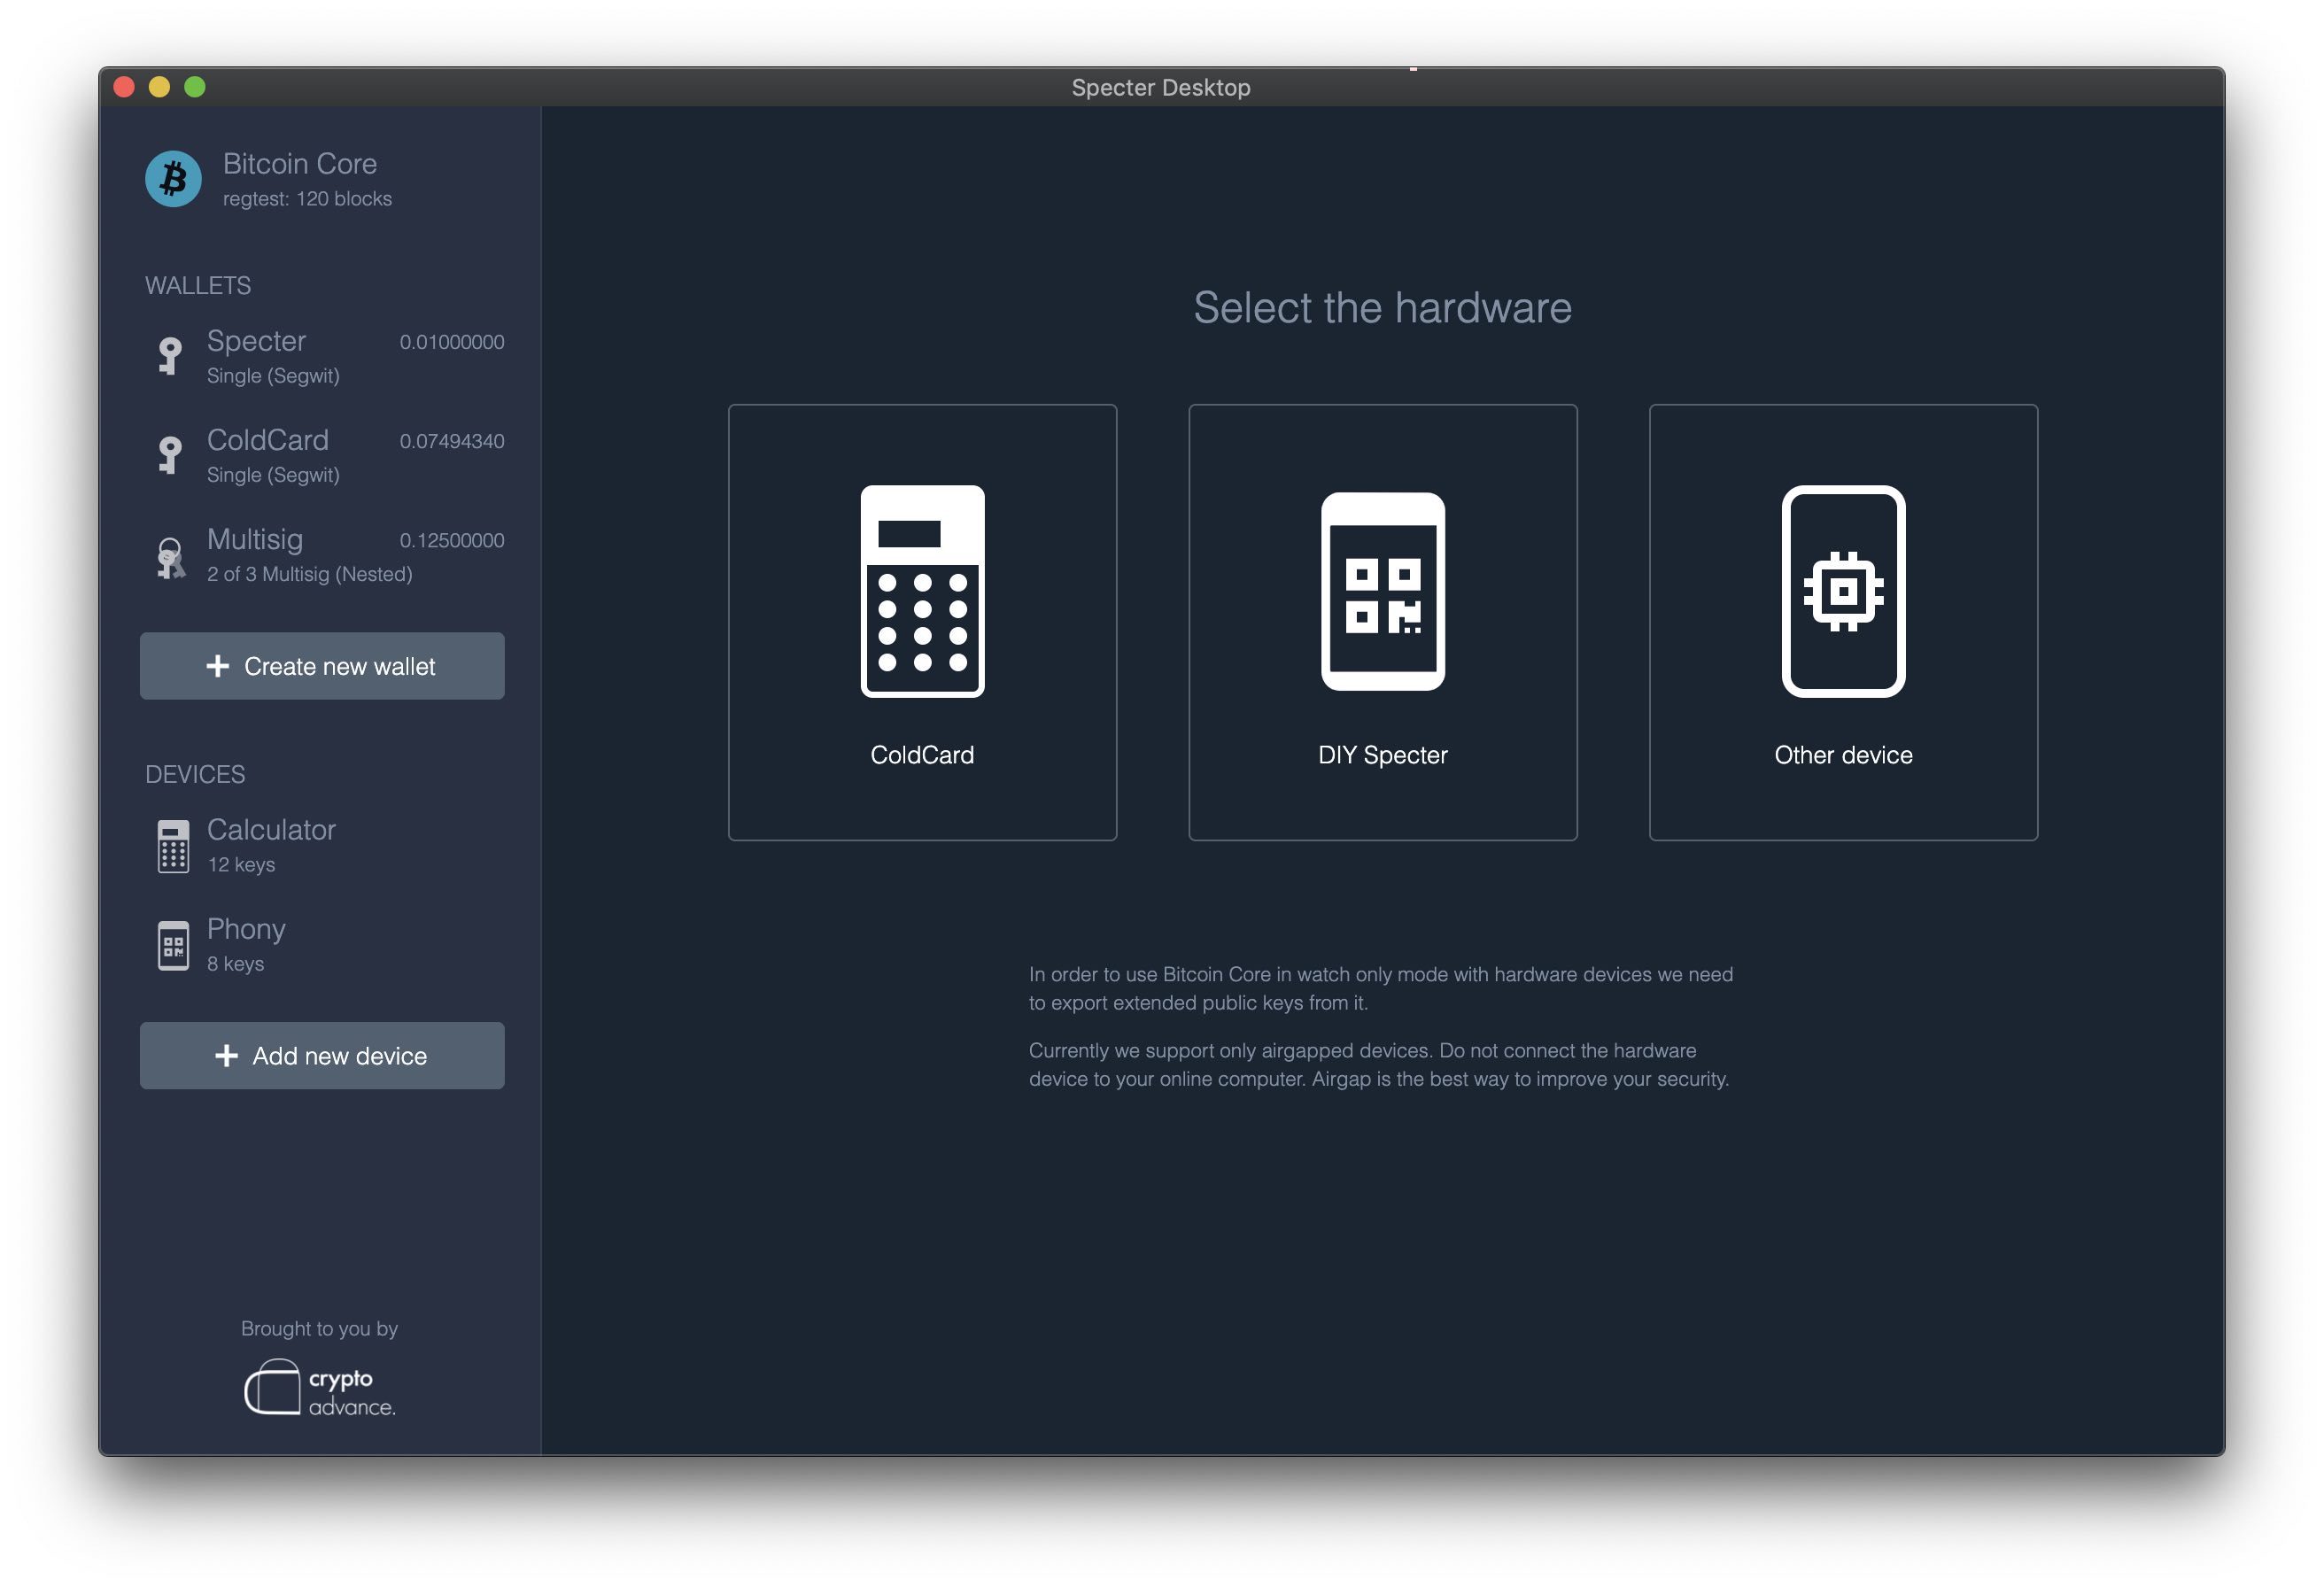 Specter Desktop
Bitcoin Core
regtest: 120 blocks
WALLETS
Specter 0.01000000
Single (Segwit)
ColdCard 0.07494340
Single (Segwit)
Multisig 0.12500000
2 of 3 Multisig (Nested)
+ Create new wallet
DEVICES
Calculator
12 keys
Phony
8 keys
+ Add new device
Brought to you by
crypto
advance.
Select the hardware
ColdCard
DIY Specter
Other device
In order to use Bitcoin Core in watch only mode with hardware devices we need
to export extended public keys from it.
Currently we support only airgapped devices. Do not connect the hardware
device to your online computer. Airgap is the best way to improve your security.